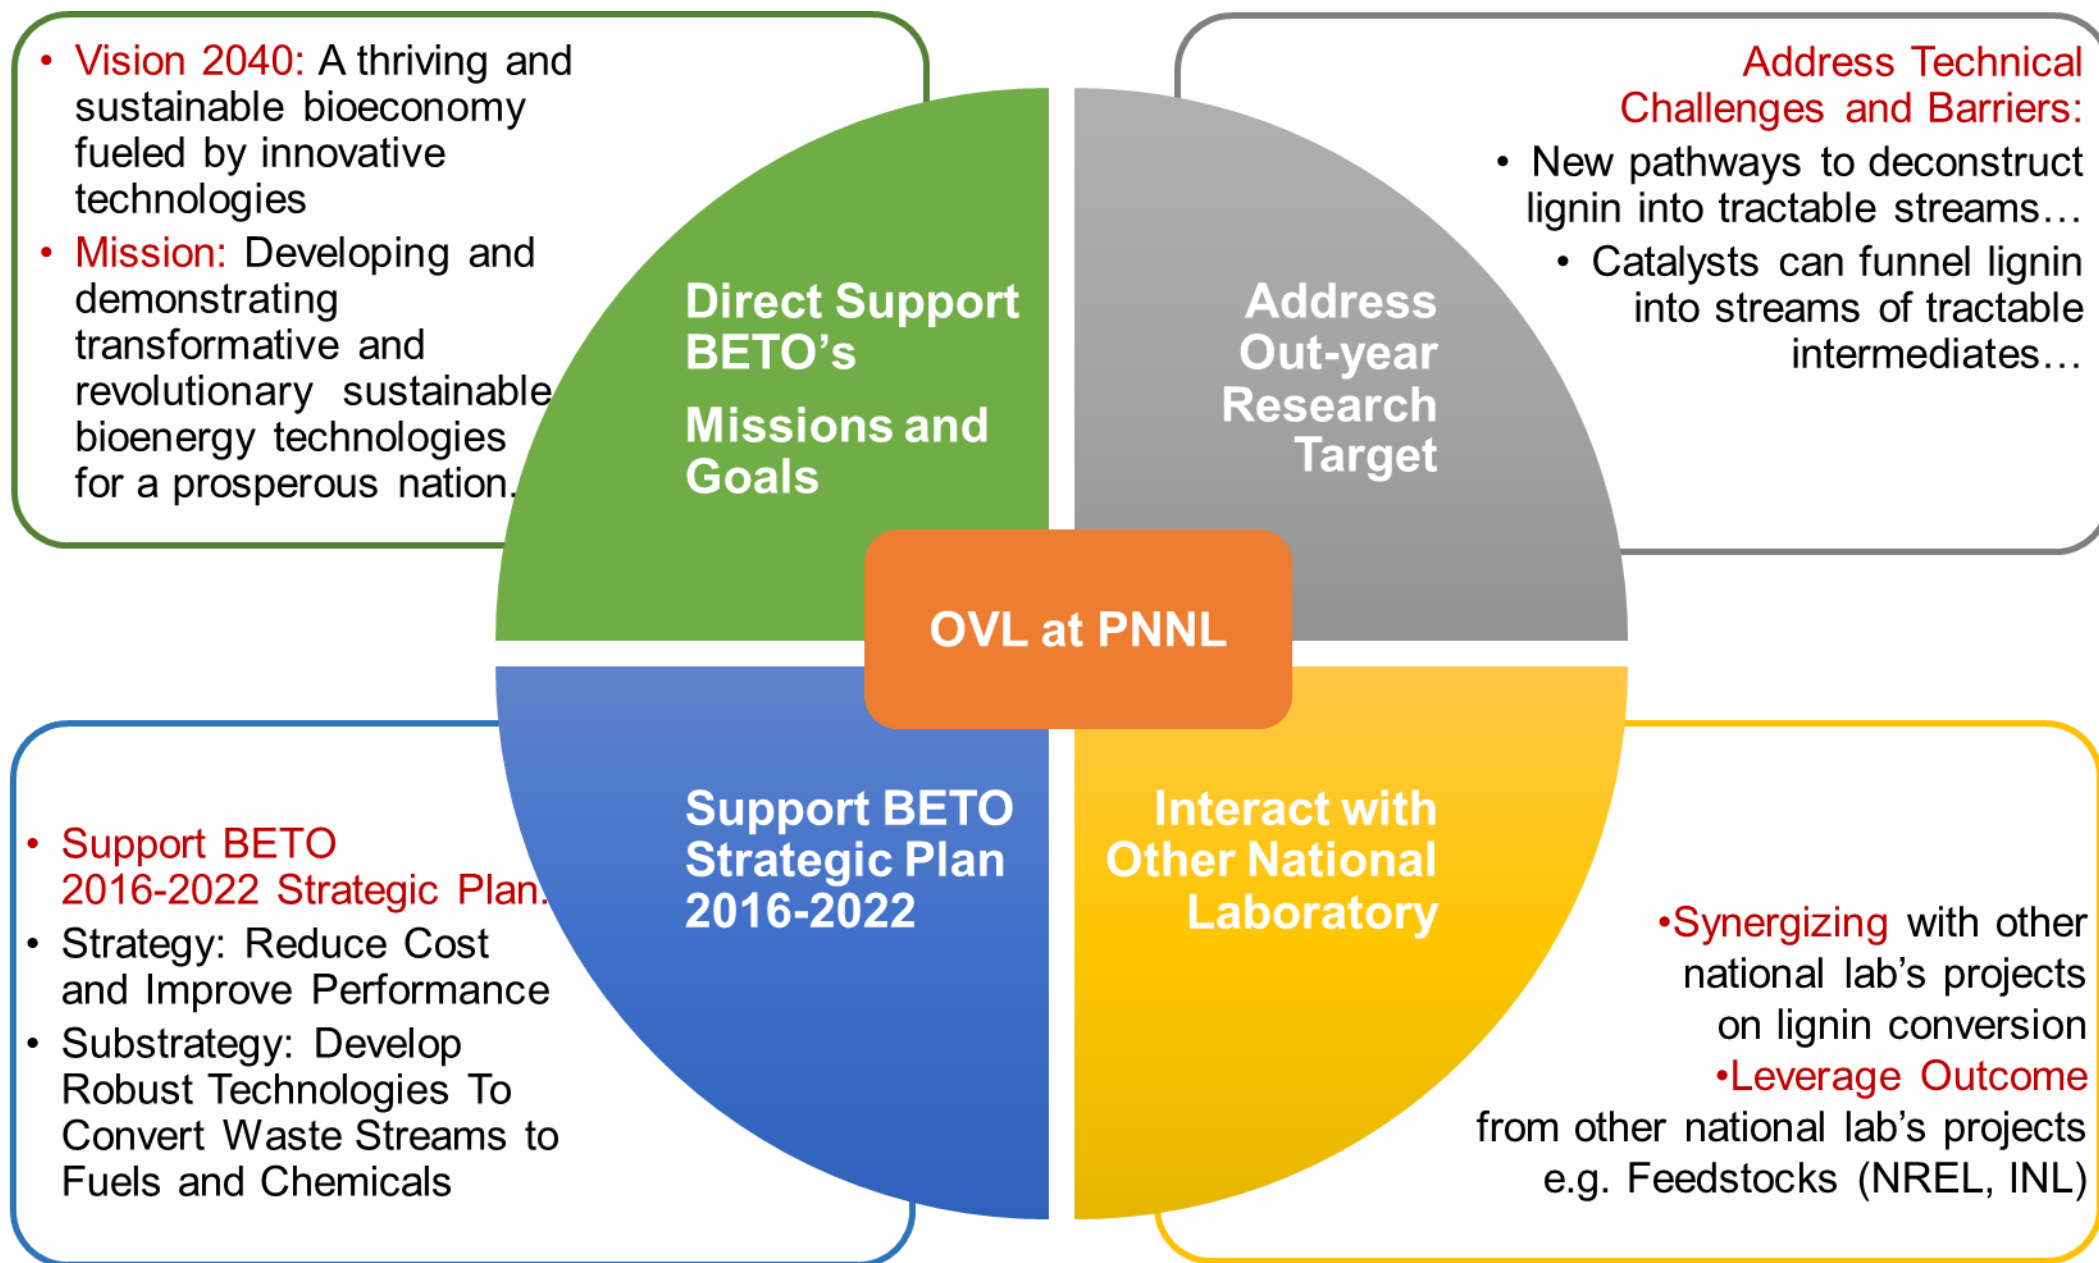 • Vision 2040: A thriving and
sustainable bioeconomy
fueled by innovative
technologies
• Mission: Developing and
demonstrating
transformative and
revolutionary sustainable
bioenergy technologies
for a prosperous nation.
Direct Support
BETO’s
Missions and
Goals
Address
Out-year
Research
Target
Address Technical
Challenges and Barriers:
• New pathways to deconstruct
lignin into tractable streams…
• Catalysts can funnel lignin
into streams of tractable
intermediates…
OVL at PNNL
• Support BETO
2016-2022 Strategic Plan:
• Strategy: Reduce Cost
and Improve Performance
• Substrategy: Develop
Robust Technologies To
Convert Waste Streams to
Fuels and Chemicals
Support BETO
Strategic Plan
2016-2022
Interact with
Other National
Laboratory
•Synergizing with other
national lab’s projects
on lignin conversion
•Leverage Outcome
from other national lab’s projects
e.g. Feedstocks (NREL, INL)